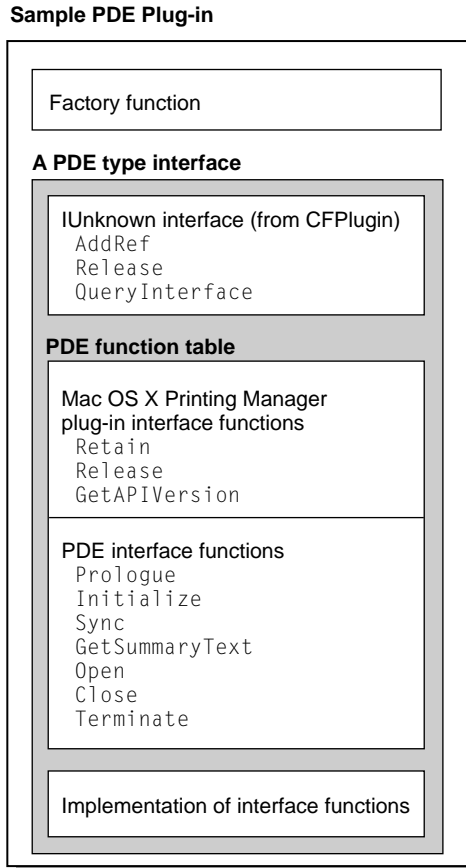 Sample PDE Plug-in
Factory function
A PDE type interface
IUnknown interface (from CFPlugin)
AddRef
Release
QueryInterface
PDE function table
Mac OS X Printing Manager
plug-in interface functions
Retain
Release
GetAPIVersion
PDE interface functions
Prologue
Initialize
Sync
GetSummaryText
Open
Close
Terminate
Implementation of interface functions